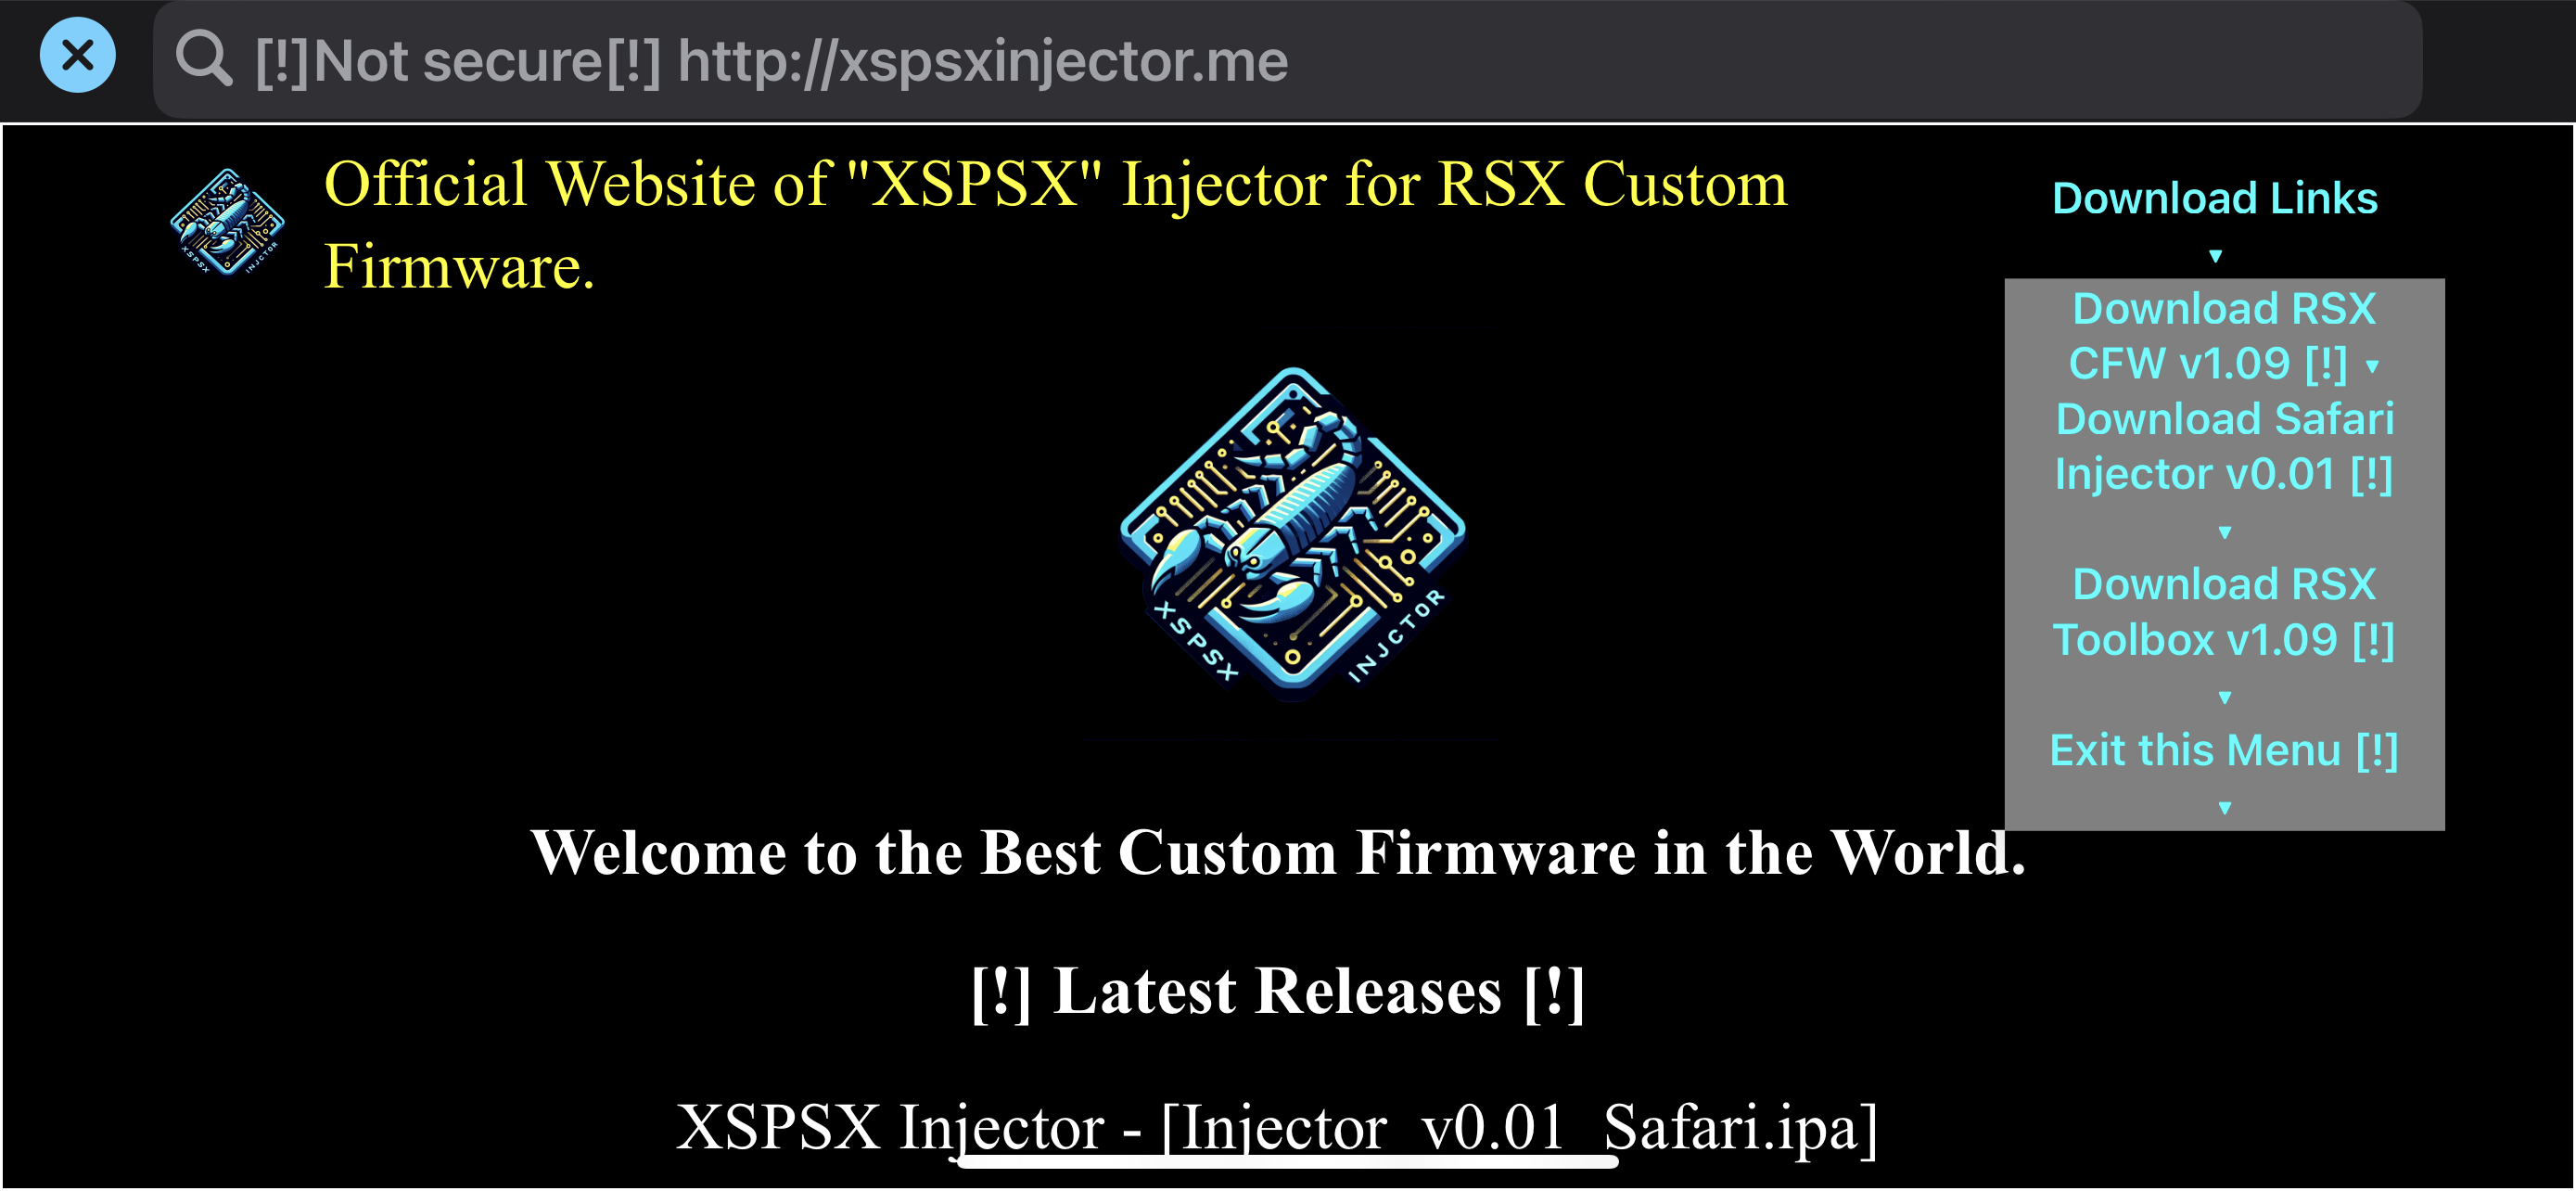 [!]Not secure[!] http://xspsxinjector.me
Official Website of "XSPSX" Injector for RSX Custom
Firmware.
XSPSX INJCTOR
Download Links
▾
Download RSX
CFW v1.09 [!] ▾
Download Safari
Injector v0.01 [!]
▾
Download RSX
Toolbox v1.09 [!]
▾
Exit this Menu [!]
▾
XSPSX INJCTOR
Welcome to the Best Custom Firmware in the World.
[!] Latest Releases [!]
XSPSX Injector - [Injector_v0.01_Safari.ipa]